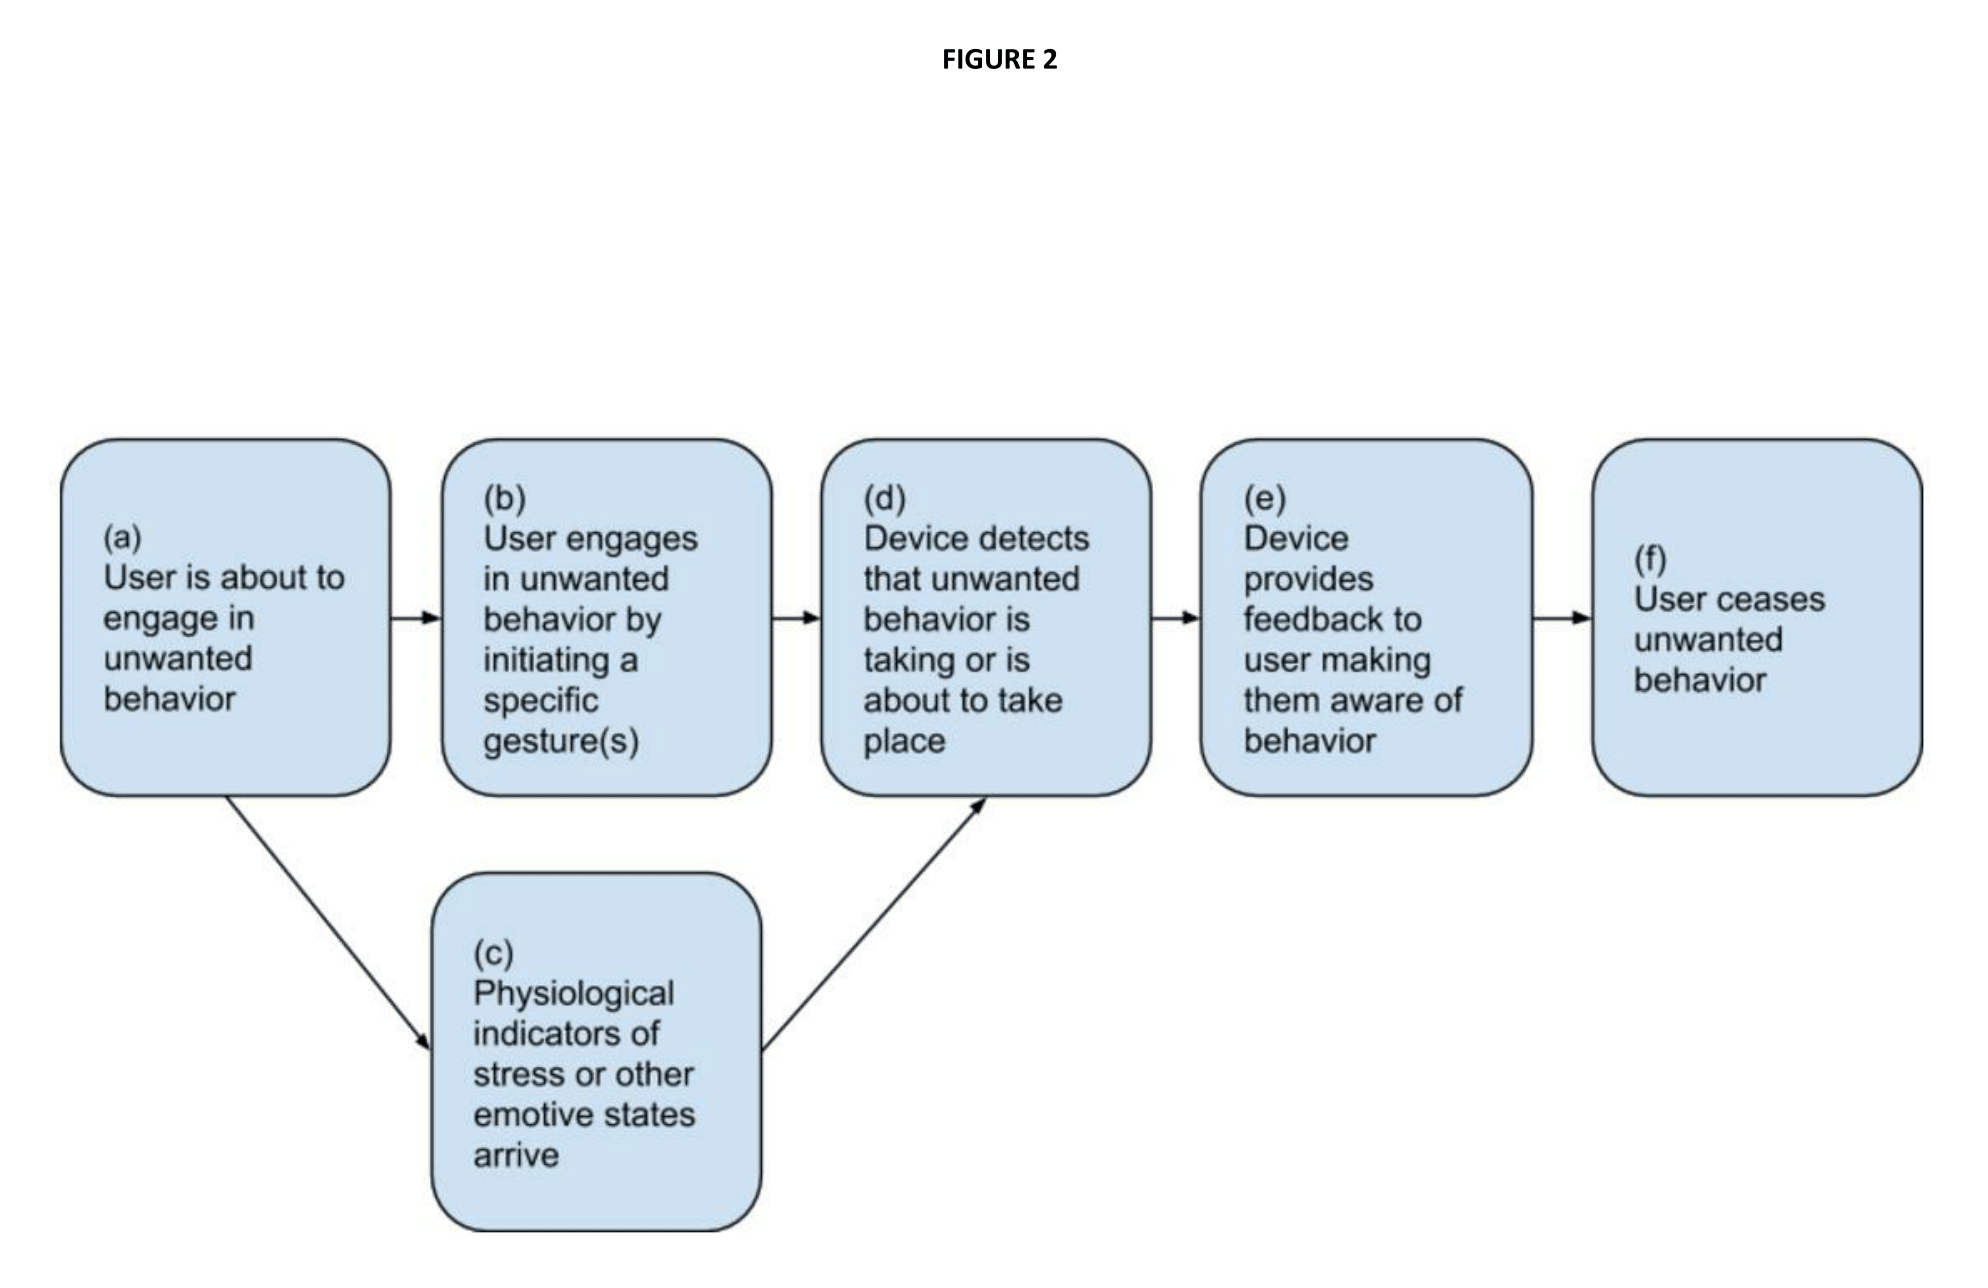 FIGURE 2
(a)
User is about to
engage in
unwanted
behavior
(b)
User engages
in unwanted
behavior by
initiating a
specific
gesture(s)
(d)
Device detects
that unwanted
behavior is
taking or is
about to take
place
(e)
Device
provides
feedback to
user making
them aware of
behavior
(f)
User ceases
unwanted
behavior
(c)
Physiological
indicators of
stress or other
emotive states
arrive